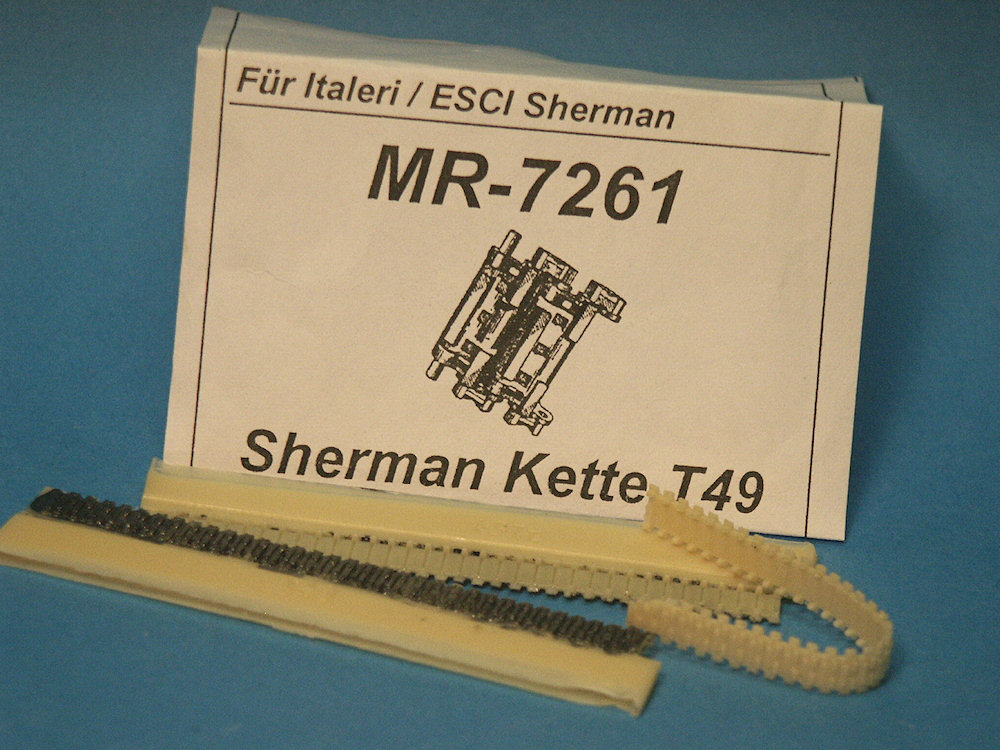 Für Italeri / ESCI Sherman
MR-7261
Sherman Kette T49